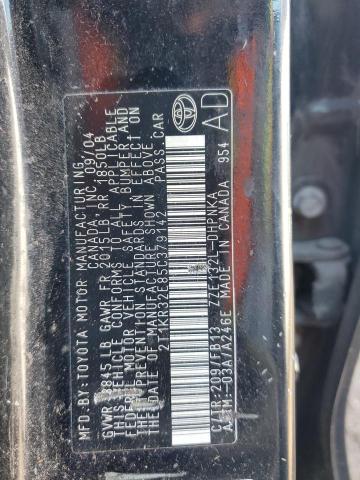 MFD.BY:TOYOTA MOTOR MANUFACTURING
CANADA, INC. 09/04
GVWR 3845LB GAWR FR 2015LB RR 1850LB
THIS VEHICLE CONFORMS TO ALL APPLICABLE
FEDERAL MOTOR VEHICLE SAFETY, BUMPER AND
THEFT PREVENTION STANDARDS IN EFFECT ON
THE DATE OF MANUFACTURE SHOWN ABOVE.
2T1KR32E85C379142 PASS.CAR
TOYOTA
C/TR:209/FB13 ZZE132L-DHPNKA
A/TM:-03A/A246E MADE IN CANADA 954
AD